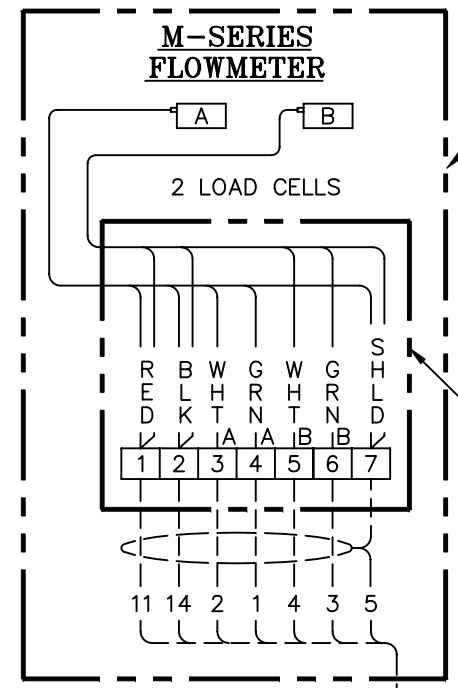 M-SERIES
FLOWMETER
A B
2 LOAD CELLS
RED BLK WHT GRN WHT GRN SHLD
A A B B
1 2 3 4 5 6 7
11 14 2 1 4 3 5